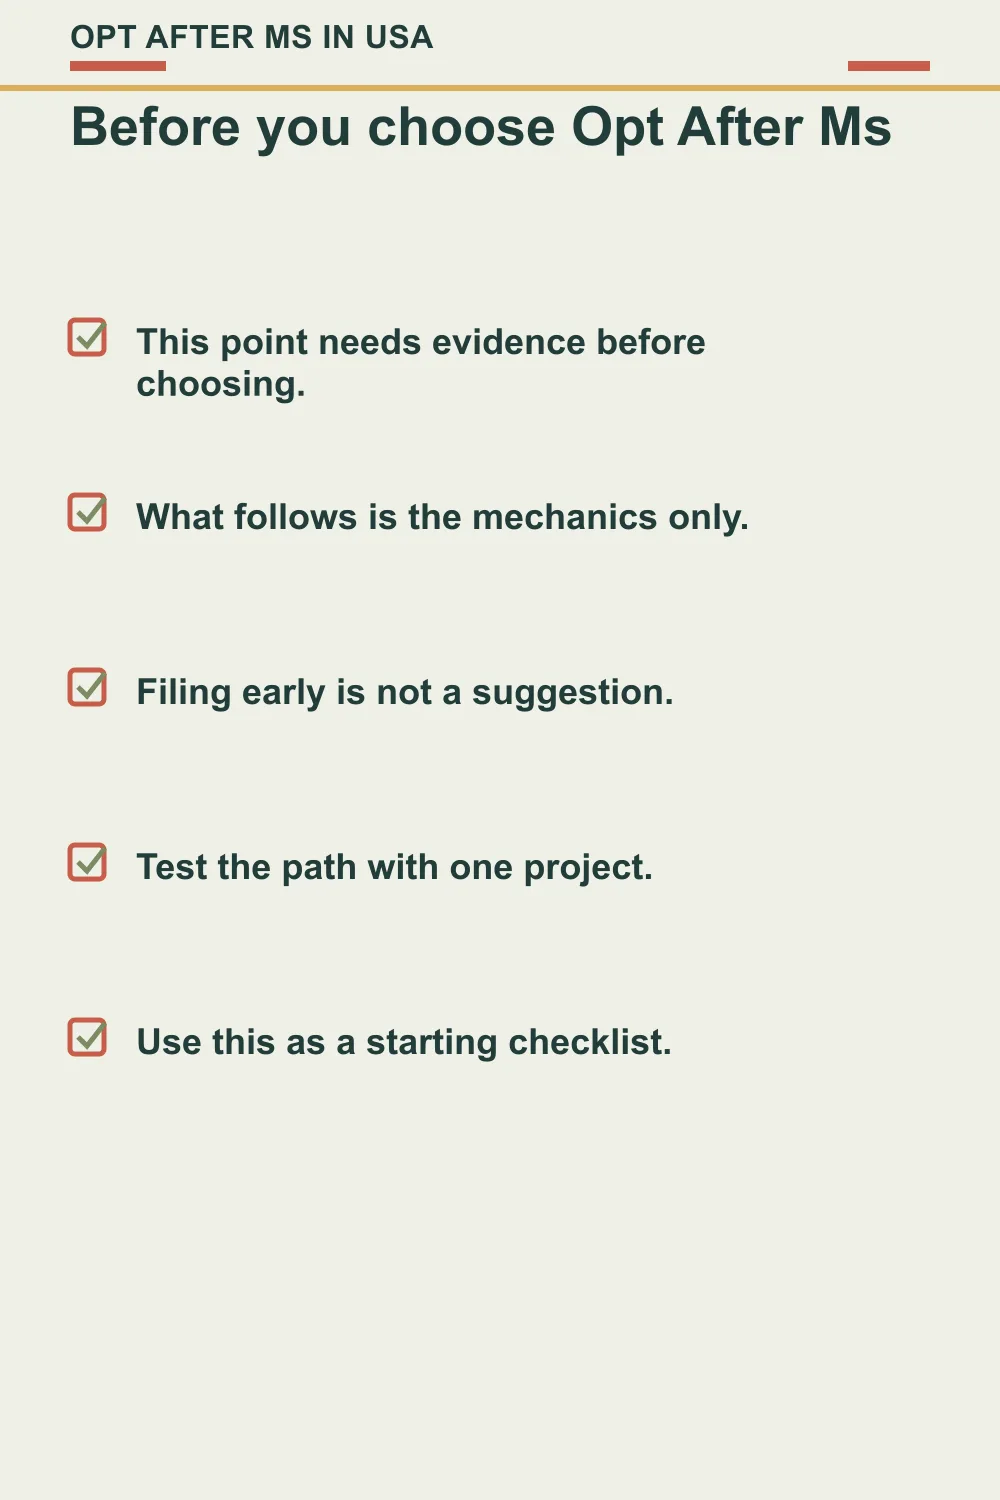 OPT AFTER MS IN USA
Before you choose Opt After Ms
This point needs evidence before
choosing.
What follows is the mechanics only.
Filing early is not a suggestion.
Test the path with one project.
Use this as a starting checklist.